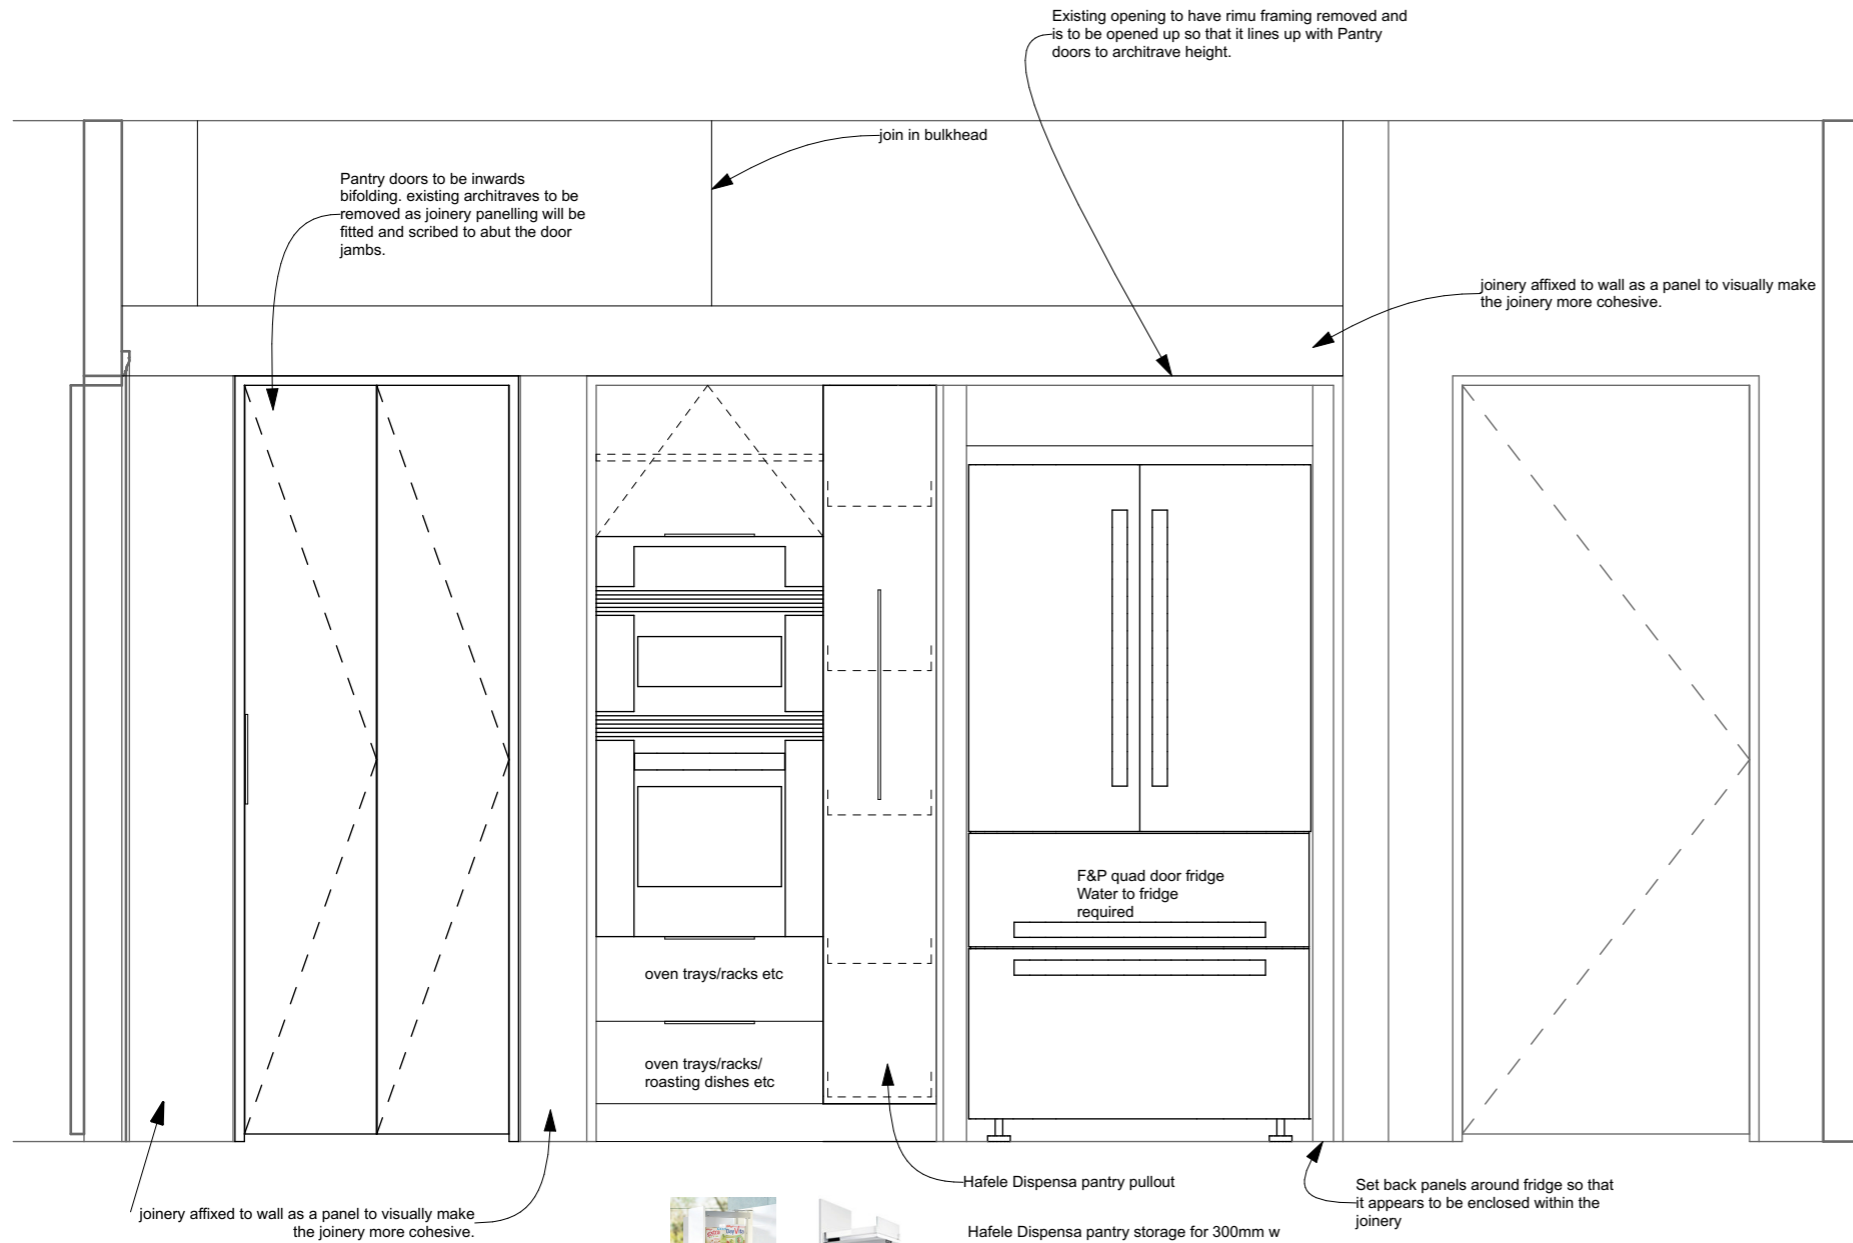 Existing opening to have rimu framing removed and
is to be opened up so that it lines up with Pantry
doors to architrave height.
join in bulkhead
Pantry doors to be inwards
bifolding. existing architraves to be
removed as joinery panelling will be
fitted and scribed to abut the door
jambs.
joinery affixed to wall as a panel to visually make
the joinery more cohesive.
F&P quad door fridge
Water to fridge
required
oven trays/racks etc
oven trays/racks/
roasting dishes etc
Hafele Dispensa pantry pullout
Set back panels around fridge so that
it appears to be enclosed within the
joinery
joinery affixed to wall as a panel to visually make
the joinery more cohesive.
Hafele Dispensa pantry storage for 300mm w